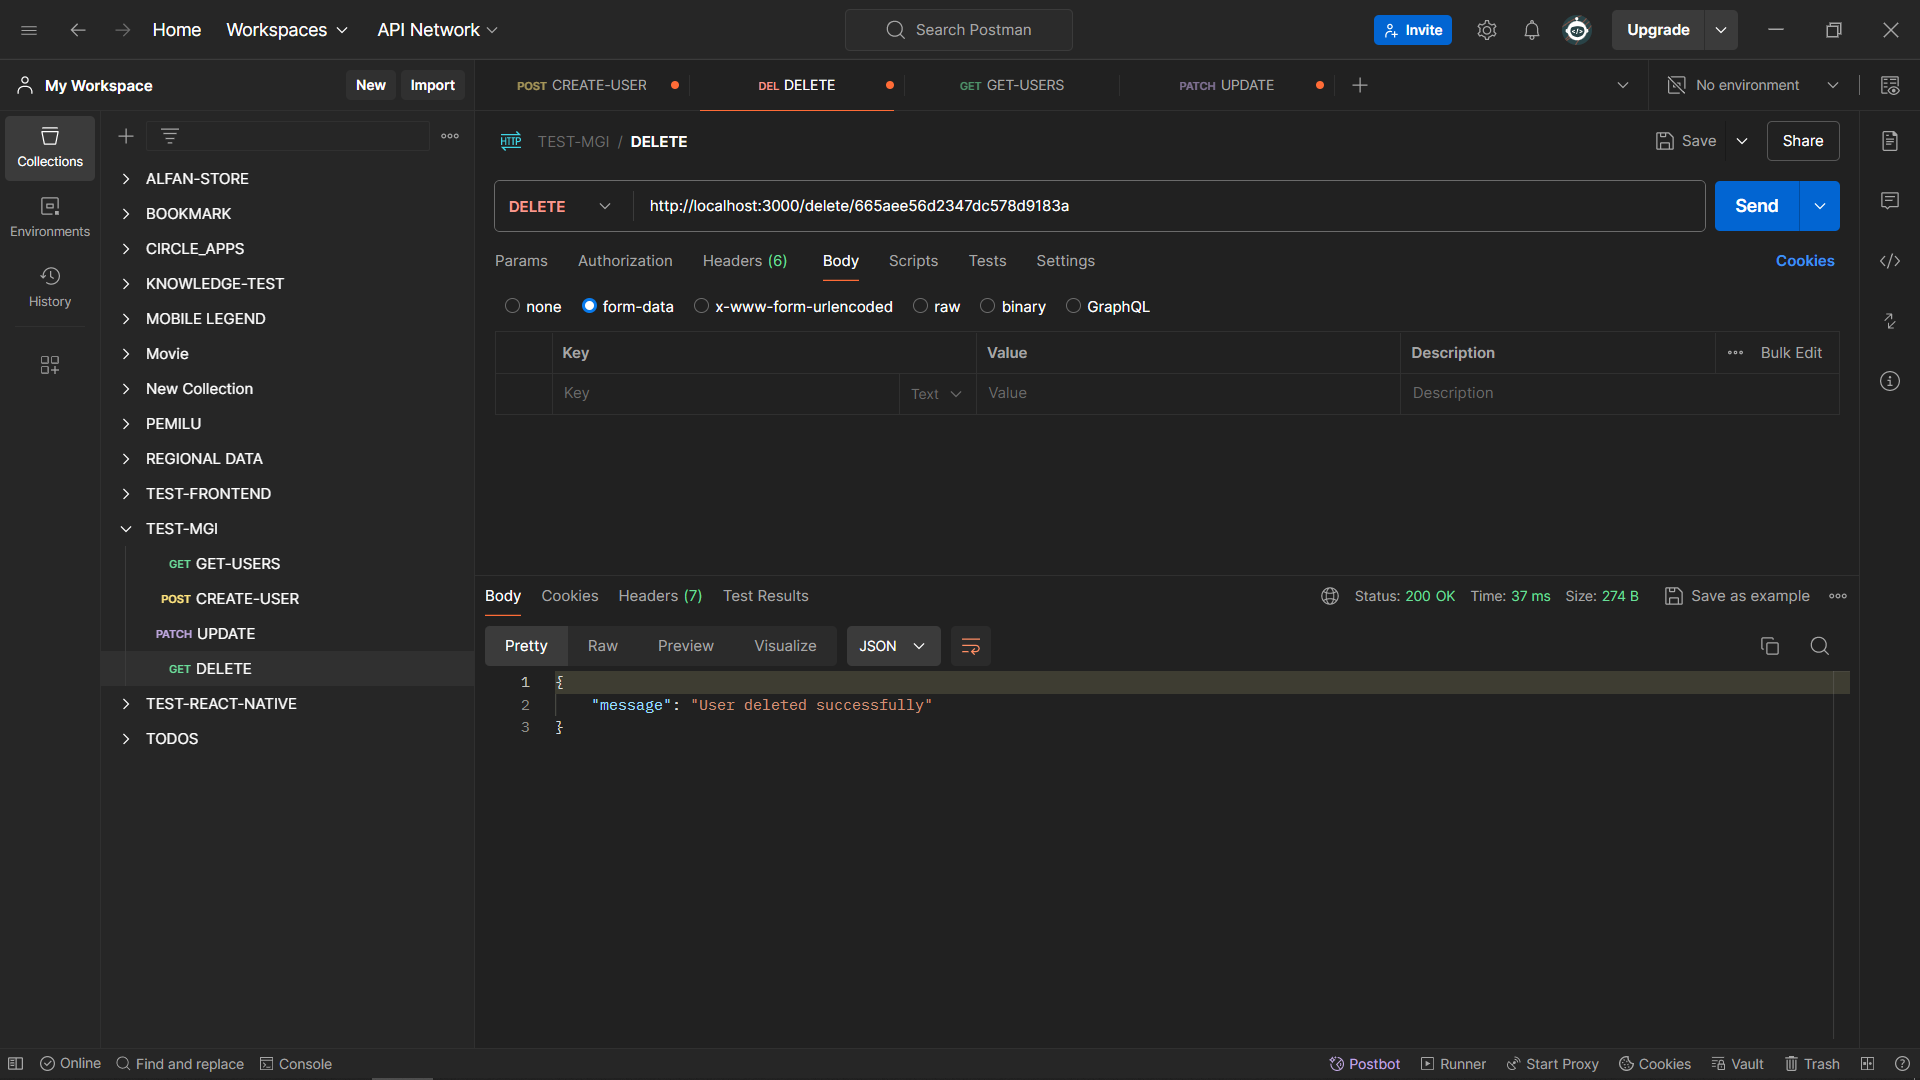 Home Workspaces API Network Search Postman Invite Upgrade
My Workspace New Import POST CREATE-USER DEL DELETE GET GET-USERS PATCH UPDATE No environment
Collections
Environments
History
ALFAN-STORE
BOOKMARK
CIRCLE_APPS
KNOWLEDGE-TEST
MOBILE LEGEND
Movie
New Collection
PEMILU
REGIONAL DATA
TEST-FRONTEND
TEST-MGI
GET GET-USERS
POST CREATE-USER
PATCH UPDATE
GET DELETE
TEST-REACT-NATIVE
TODOS
HTTP TEST-MGI / DELETE Save Share
DELETE http://localhost:3000/delete/665aee56d2347dc578d9183a Send
Params Authorization Headers (6) Body Scripts Tests Settings Cookies
none form-data x-www-form-urlencoded raw binary GraphQL
Key Value Description Bulk Edit
Key Text Value Description
Body Cookies Headers (7) Test Results Status: 200 OK Time: 37 ms Size: 274 B Save as example
Pretty Raw Preview Visualize JSON
1 {
2 "message": "User deleted successfully"
3 }
Online Find and replace Console Postbot Runner Start Proxy Cookies Vault Trash